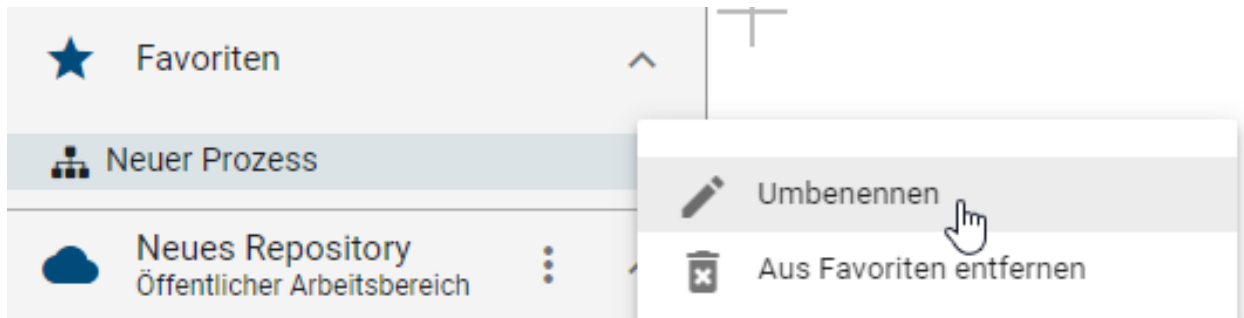 Favoriten
Neuer Prozess
Umbenennen
Neues Repository
Öffentlicher Arbeitsbereich
Aus Favoriten entfernen